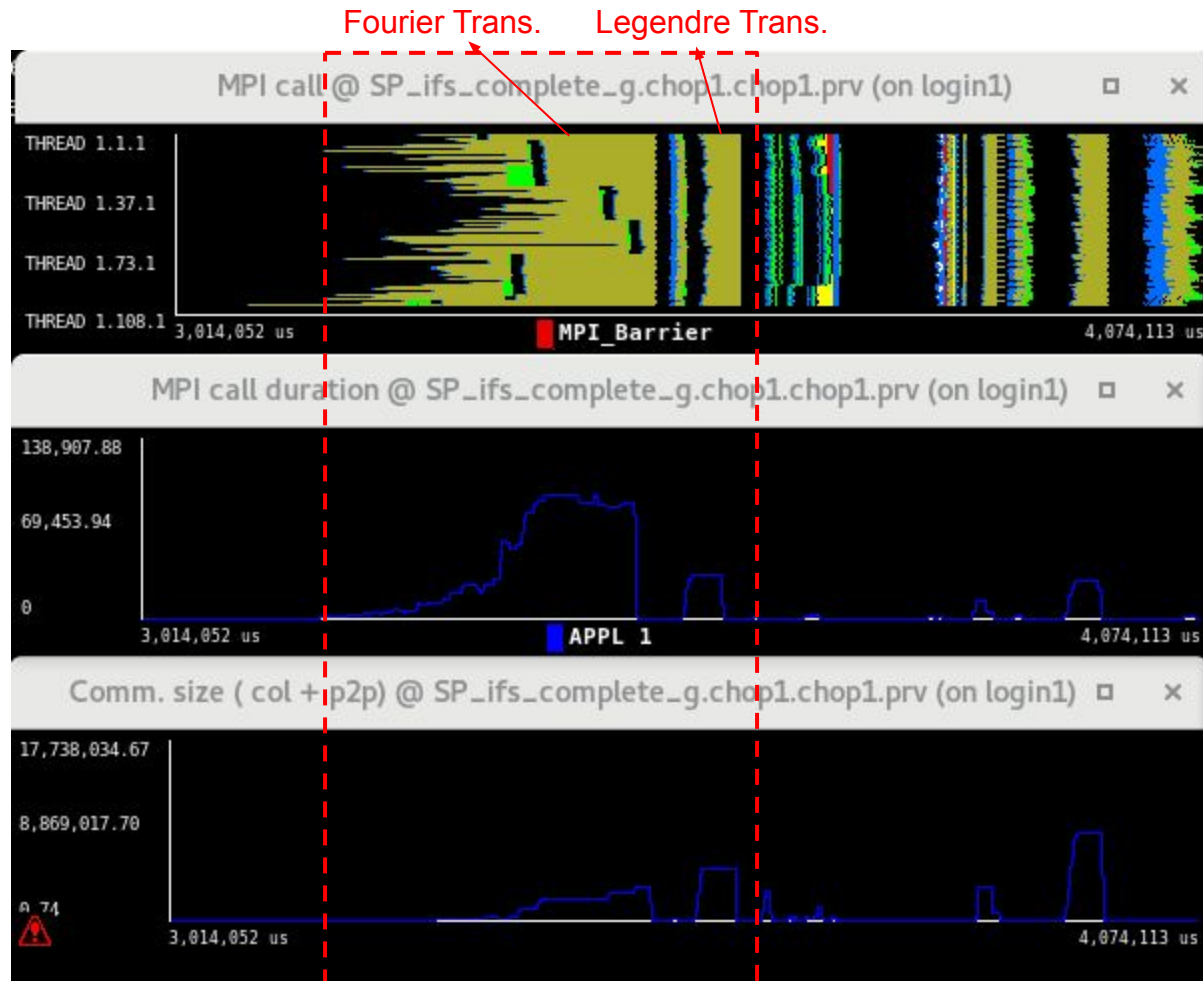 Fourier Trans. Legendre Trans.
MPI call @ SP_ifs_complete_g.chop1.chop1.prv (on login1)
THREAD 1.1.1
THREAD 1.37.1
THREAD 1.73.1
THREAD 1.108.1
3,014,052 us MPI_Barrier 4,074,113 us
MPI call duration @ SP_ifs_complete_g.chop1.chop1.prv (on login1)
138,907.88
69,453.94
0
3,014,052 us APPL 1 4,074,113 us
Comm. size ( col + p2p) @ SP_ifs_complete_g.chop1.chop1.prv (on login1)
17,738,034.67
8,869,017.70
0.74
3,014,052 us 4,074,113 us